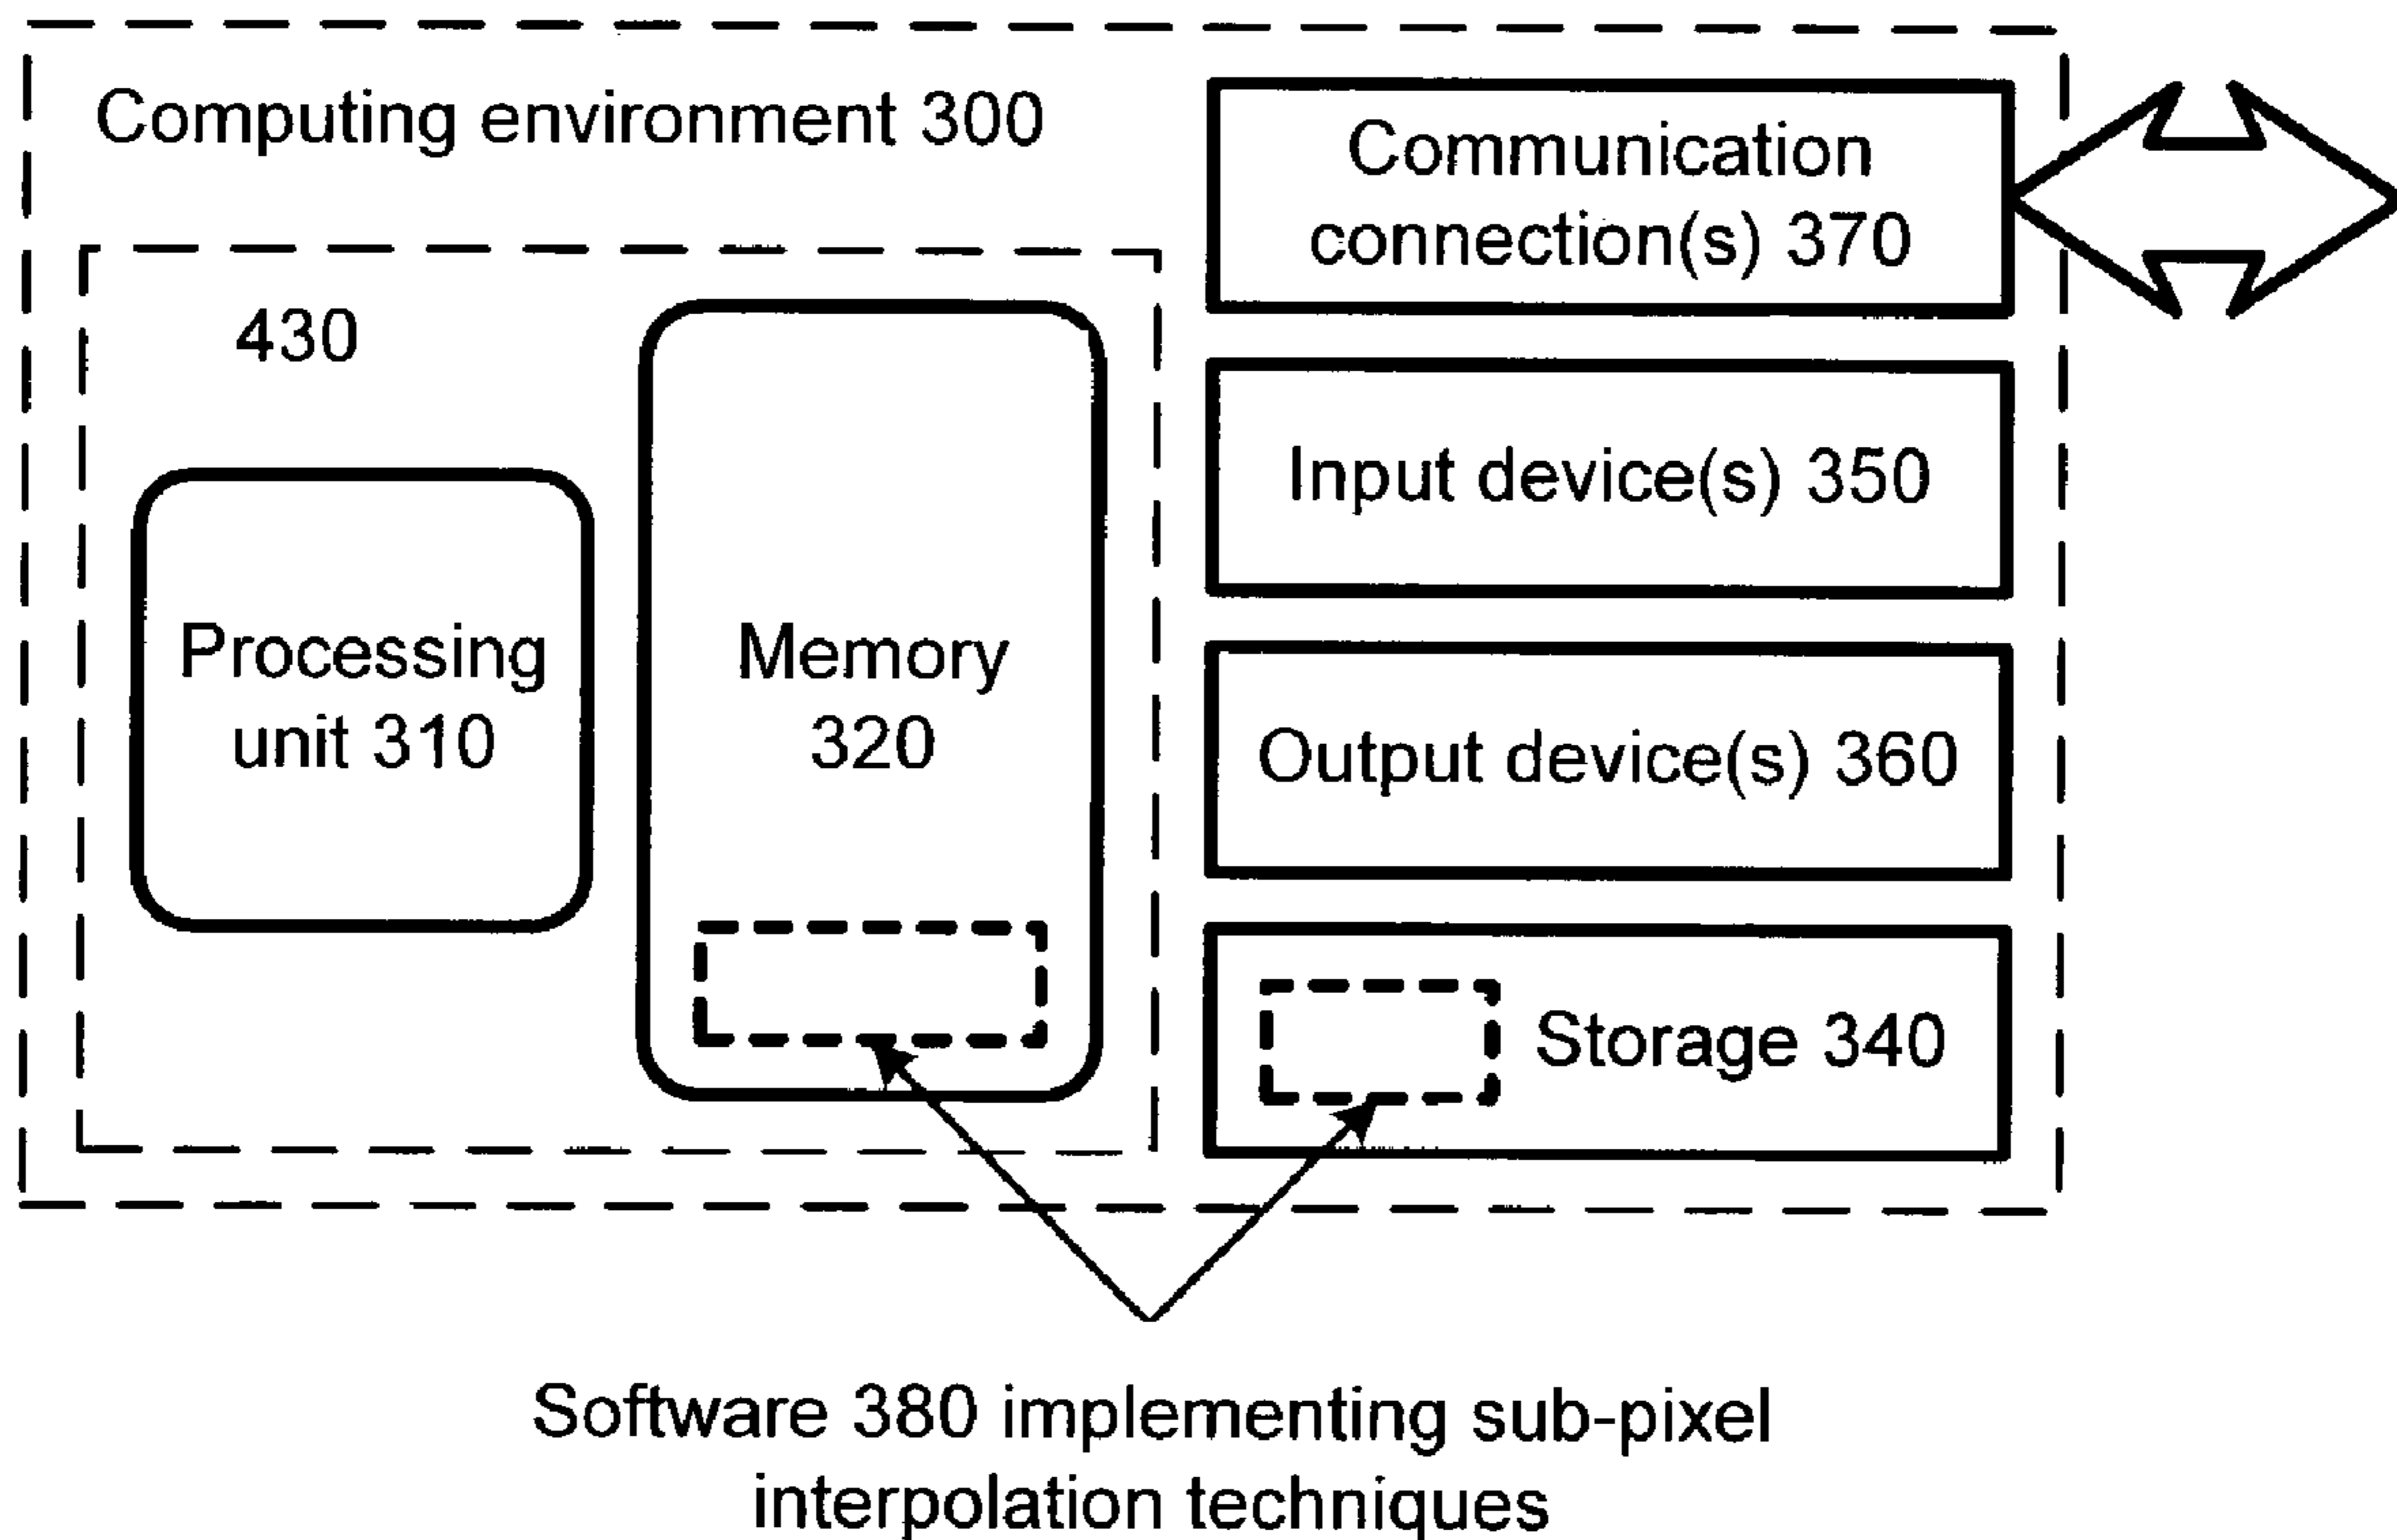 Computing environment 300
Communication
connection(s) 370
430
Input device(s) 350
Processing
unit 310
Memory
320
Output device(s) 360
Storage 340
Software 380 implementing sub-pixel
interpolation techniques